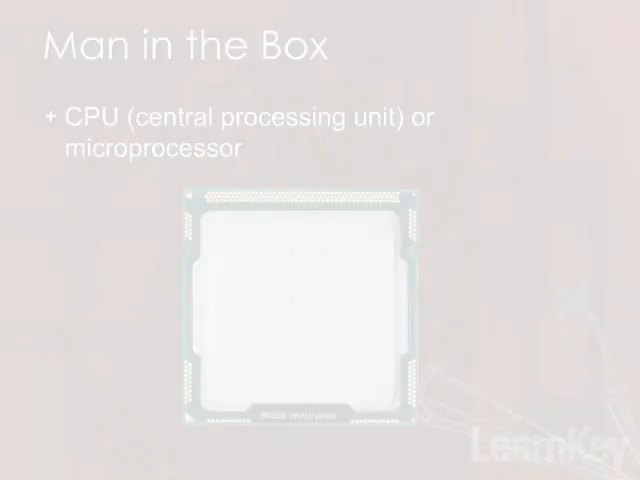 Man in the Box
+ CPU (central processing unit) or
microprocessor
LearnKey